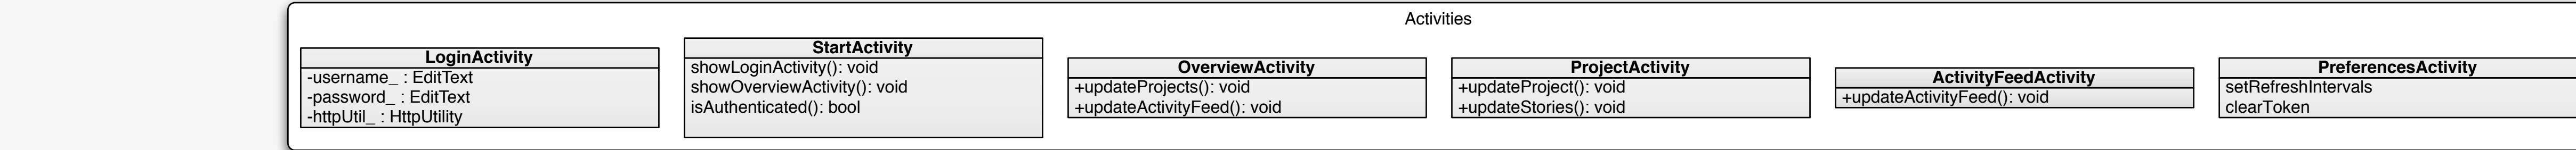 Activities
LoginActivity
-username_ : EditText
-password_ : EditText
-httpUtil_ : HttpUtility
StartActivity
showLoginActivity(): void
showOverviewActivity(): void
isAuthenticated(): bool
OverviewActivity
+updateProjects(): void
+updateActivityFeed(): void
ProjectActivity
+updateProject(): void
+updateStories(): void
ActivityFeedActivity
+updateActivityFeed(): void
PreferencesActivity
setRefreshIntervals
clearToken